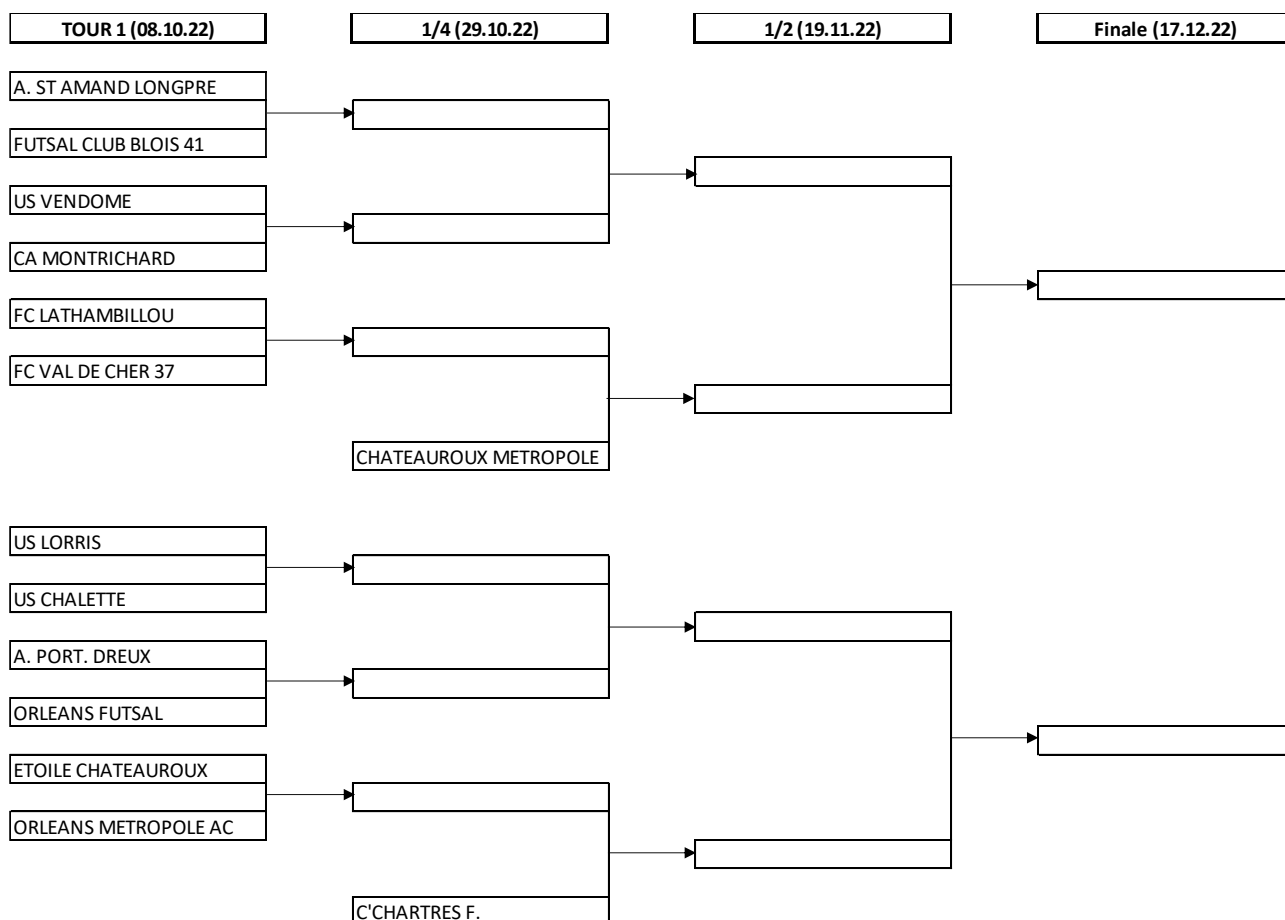 TOUR 1 (08.10.22)
1/4 (29.10.22)
1/2 (19.11.22)
Finale (17.12.22)
A. ST AMAND LONGPRE
FUTSAL CLUB BLOIS 41
US VENDOME
CA MONTRICHARD
FC LATHAMBILLOU
FC VAL DE CHER 37
CHATEAUROUX METROPOLE
US LORRIS
US CHALETTE
A. PORT. DREUX
ORLEANS FUTSAL
ETOILE CHATEAUROUX
ORLEANS METROPOLE AC
C'CHARTRES F.